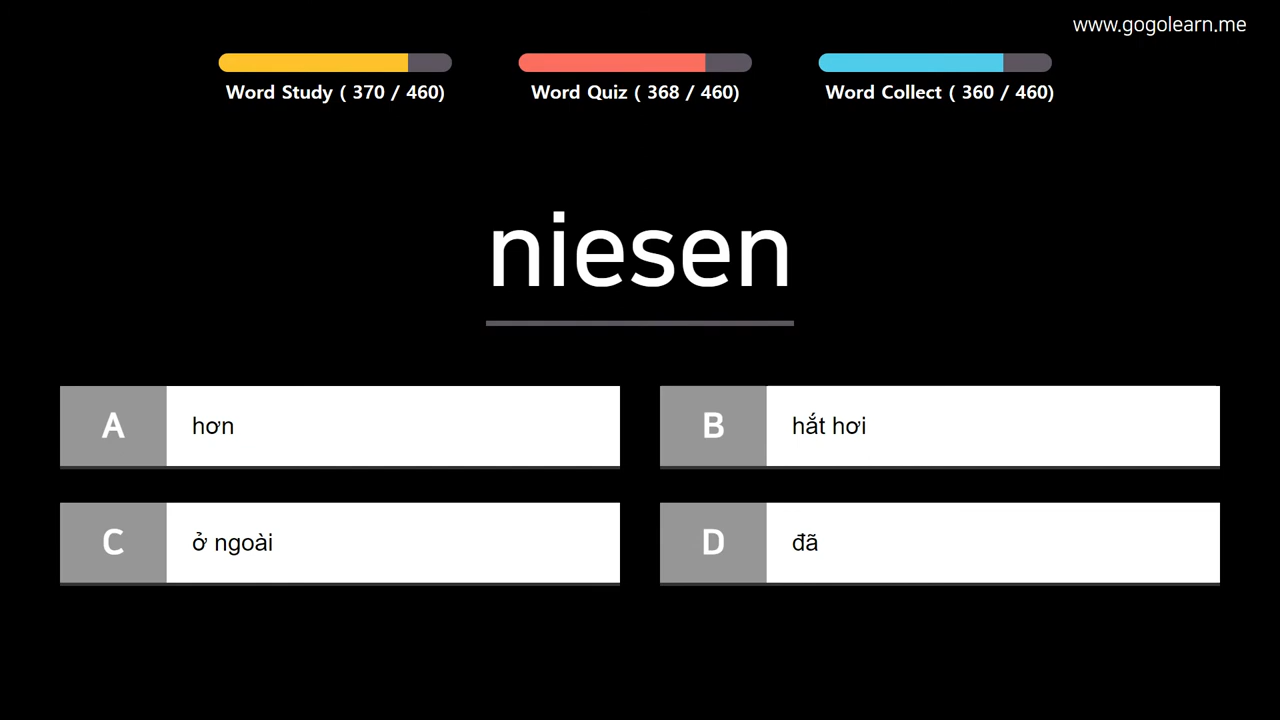 www.gogolearn.me
Word Study ( 370 / 460)
Word Quiz ( 368 / 460)
Word Collect ( 360 / 460)
niesen
A hơn
B hắt hơi
C ở ngoài
D đã